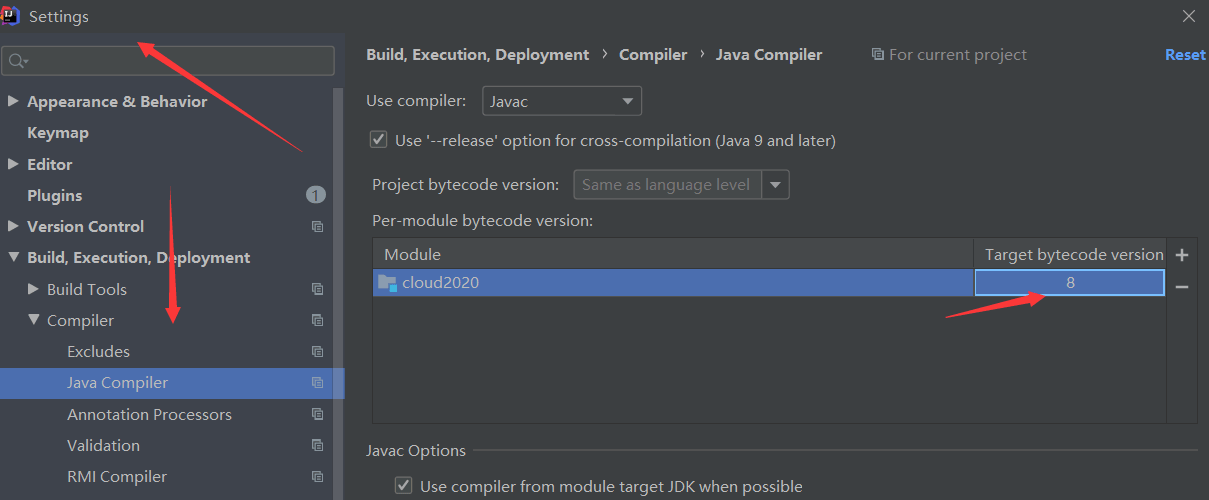 Settings
Appearance & Behavior
Keymap
Editor
Plugins 1
Version Control
Build, Execution, Deployment
Build Tools
Compiler
Excludes
Java Compiler
Annotation Processors
Validation
RMI Compiler
Build, Execution, Deployment › Compiler › Java Compiler For current project Reset
Use compiler: Javac
Use '--release' option for cross-compilation (Java 9 and later)
Project bytecode version: Same as language level
Per-module bytecode version:
Module Target bytecode version
cloud2020 8
Javac Options
Use compiler from module target JDK when possible